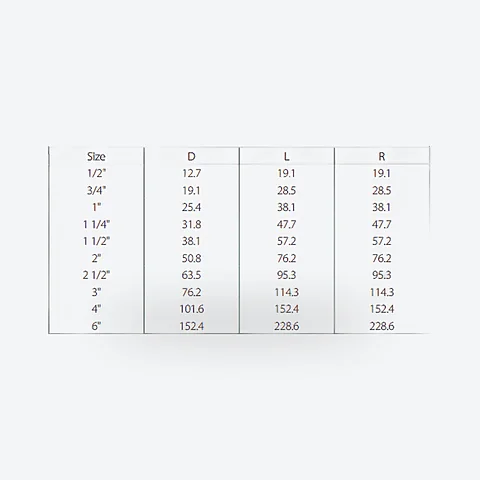 Size D L R
1/2" 12.7 19.1 19.1
3/4" 19.1 28.5 28.5
1" 25.4 38.1 38.1
1 1/4" 31.8 47.7 47.7
1 1/2" 38.1 57.2 57.2
2" 50.8 76.2 76.2
2 1/2" 63.5 95.3 95.3
3" 76.2 114.3 114.3
4" 101.6 152.4 152.4
6" 152.4 228.6 228.6